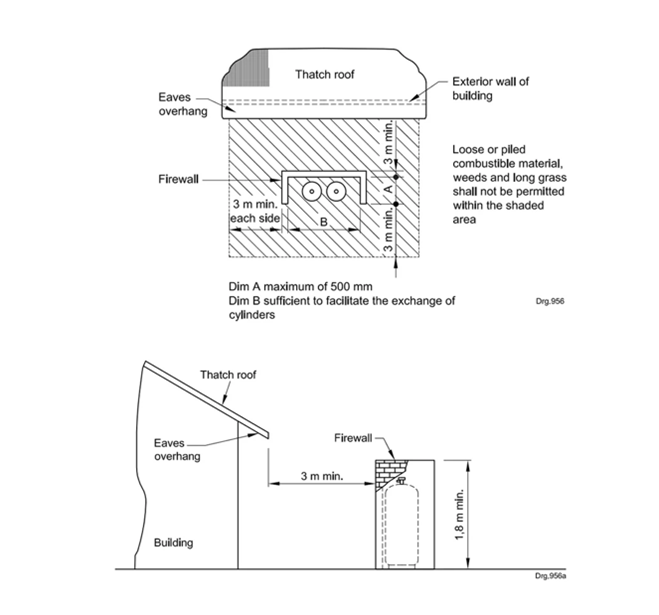 Thatch roof
Exterior wall of
building
Eaves
overhang
3 m min.
Loose or piled
combustible material,
weeds and long grass
shall not be permitted
within the shaded
area
Firewall
A
3 m min.
each side
B
3 m min.
Dim A maximum of 500 mm
Dim B sufficient to facilitate the exchange of
cylinders
Drg.956
Thatch roof
Eaves
overhang
Firewall
3 m min.
1,8 m min.
Building
Drg.956a